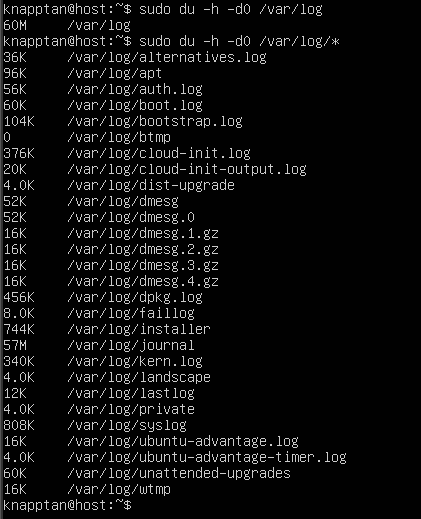 knapptan@host:~$ sudo du -h -d0 /var/log
60M /var/log
knapptan@host:~$ sudo du -h -d0 /var/log/*
36K /var/log/alternatives.log
96K /var/log/apt
56K /var/log/auth.log
60K /var/log/boot.log
104K /var/log/bootstrap.log
0 /var/log/btmp
376K /var/log/cloud-init.log
20K /var/log/cloud-init-output.log
4.0K /var/log/dist-upgrade
52K /var/log/dmesg
52K /var/log/dmesg.0
16K /var/log/dmesg.1.gz
16K /var/log/dmesg.2.gz
16K /var/log/dmesg.3.gz
16K /var/log/dmesg.4.gz
456K /var/log/dpkg.log
8.0K /var/log/faillog
744K /var/log/installer
57M /var/log/journal
340K /var/log/kern.log
4.0K /var/log/landscape
12K /var/log/lastlog
4.0K /var/log/private
808K /var/log/syslog
16K /var/log/ubuntu-advantage.log
4.0K /var/log/ubuntu-advantage-timer.log
60K /var/log/unattended-upgrades
16K /var/log/wtmp
knapptan@host:~$